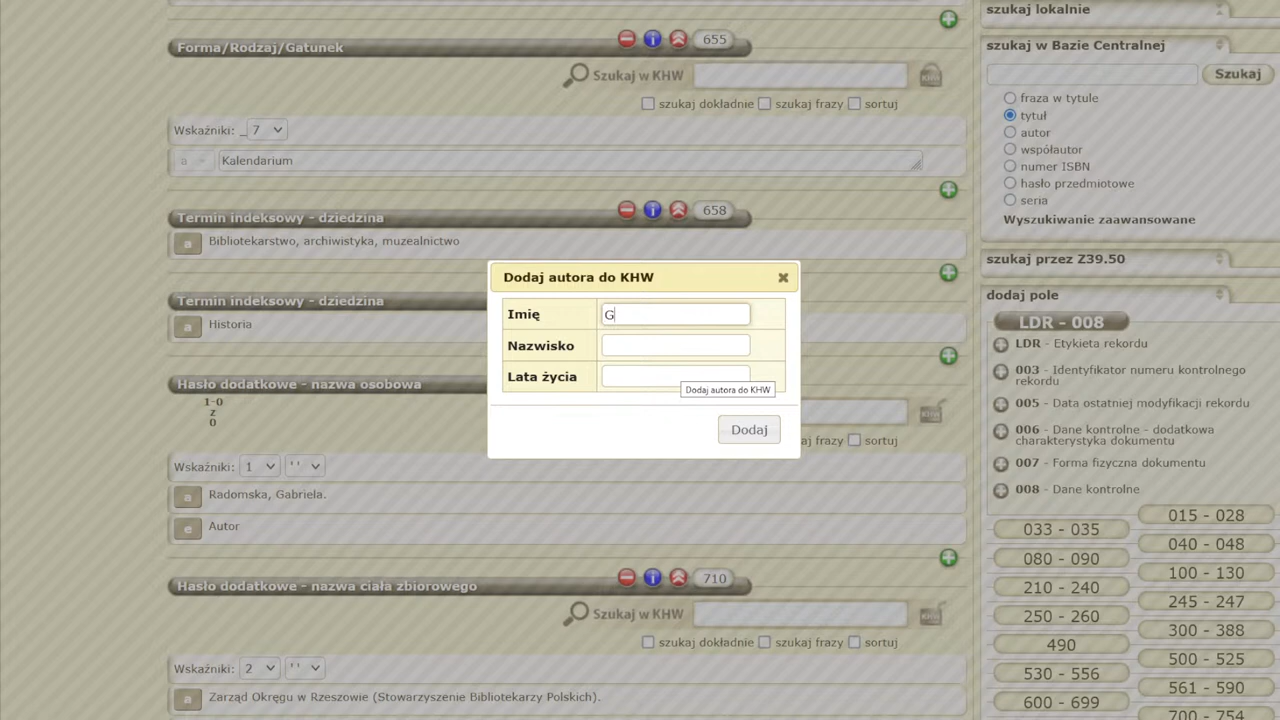 szukaj lokalnie
Forma/Rodzaj/Gatunek 655
szukaj w Bazie Centralnej
Szukaj w KHW
Szukaj
szukaj dokładnie szukaj frazy sortuj
fraza w tytule
tytuł
autor
współautor
numer ISBN
hasło przedmiotowe
seria
Wyszukiwanie zaawansowane
Wskaźniki: _ 7
a Kalendarium
Termin indeksowy - dziedzina 658
a Bibliotekarstwo, archiwistyka, muzealnictwo
szukaj przez Z39.50
Dodaj autora do KHW
Imię G
Nazwisko
Lata życia
Dodaj autora do KHW
Dodaj
Termin indeksowy - dziedzina
a Historia
Hasło dodatkowe - nazwa osobowa
1-0
z
0
aj frazy sortuj
Wskaźniki: 1 ' '
a Radomska, Gabriela.
e Autor
Hasło dodatkowe - nazwa ciała zbiorowego 710
Szukaj w KHW
szukaj dokładnie szukaj frazy sortuj
Wskaźniki: 2 ' '
a Zarząd Okręgu w Rzeszowie (Stowarzyszenie Bibliotekarzy Polskich).
dodaj pole
LDR - 008
LDR - Etykieta rekordu
003 - Identyfikator numeru kontrolnego
rekordu
005 - Data ostatniej modyfikacji rekordu
006 - Dane kontrolne - dodatkowa
charakterystyka dokumentu
007 - Forma fizyczna dokumentu
008 - Dane kontrolne
015 - 028
033 - 035
040 - 048
080 - 090
100 - 130
210 - 240
245 - 247
250 - 260
300 - 388
490
500 - 525
530 - 556
561 - 590
600 - 699
700 - 754